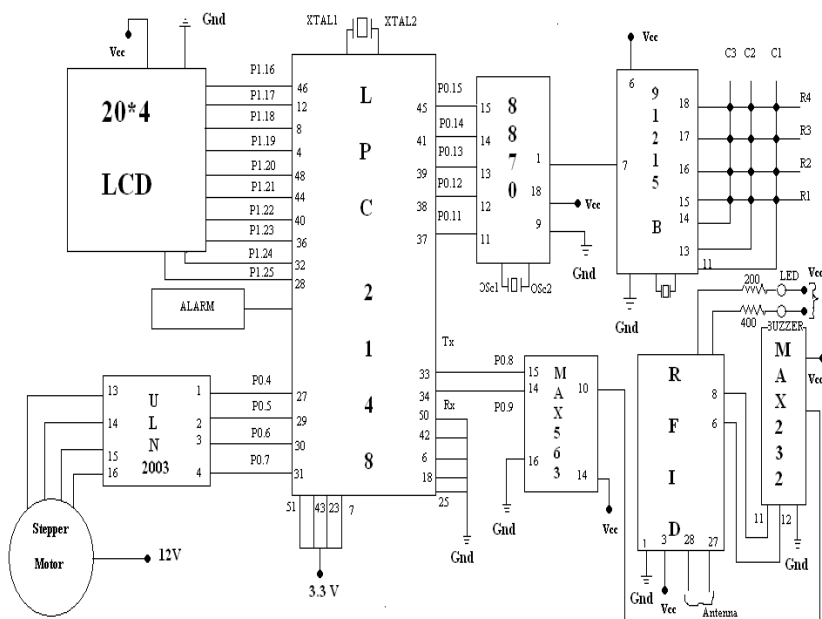 XTAL1 XTAL2
Gnd
Vcc
20*4
LCD
P1.16
P1.17
P1.18
P1.19
P1.20
P1.21
P1.22
P1.23
P1.24
P1.25
46
12
8
4
48
44
40
36
32
28
ALARM
L
P
C
2
1
4
8
45
41
39
38
37
P0.15
P0.14
P0.13
P0.12
P0.11
15
14
13
12
11
8
8
7
0
1
18
Vcc
9
Gnd
OSc1
OSc2
Vcc
6
9
1
2
1
5
B
7
18
17
16
15
14
13
11
Gnd
C3 C2 C1
R4
R3
R2
R1
200
LED
Vcc
400
BUZZER
Tx
33
34
Rx
50
42
6
18
25
Gnd
P0.8
P0.9
15
14
M
A
X
5
6
3
10
16
Gnd
14
Vcc
R
F
I
D
8
6
1
3
28
27
Gnd
Vcc
Antenna
M
A
X
2
3
2
Vcc
11
12
Gnd
13
14
15
16
U
L
N
2003
1
2
3
4
P0.4
P0.5
P0.6
P0.7
27
29
30
31
Stepper
Motor
12V
51
43
23
7
3.3 V